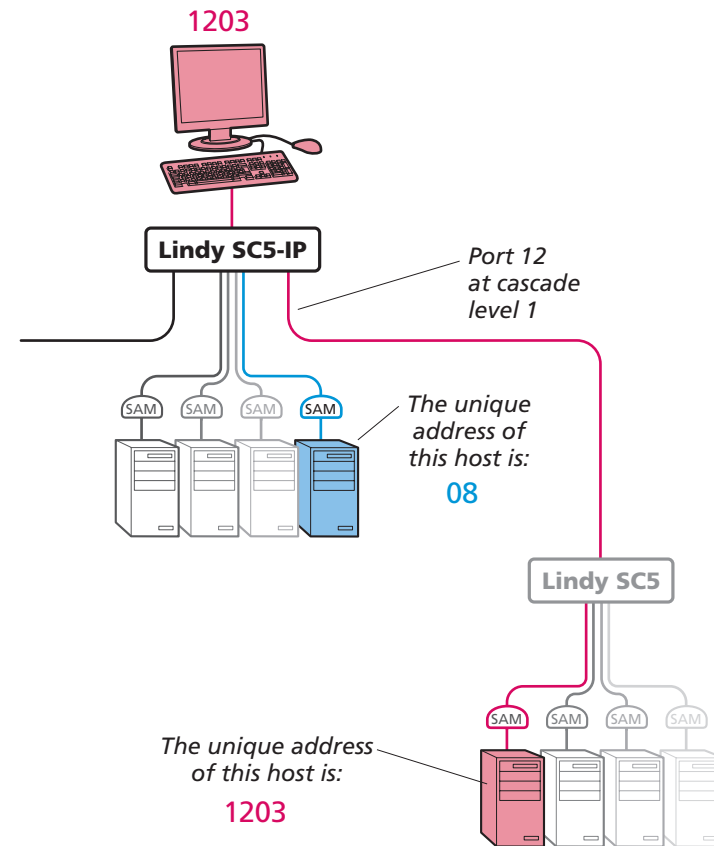 1203
Lindy SC5-IP
Port 12
at cascade
level 1
SAM
SAM
SAM
SAM
The unique
address of
this host is:
08
Lindy SC5
SAM
SAM
SAM
SAM
The unique address
of this host is:
1203